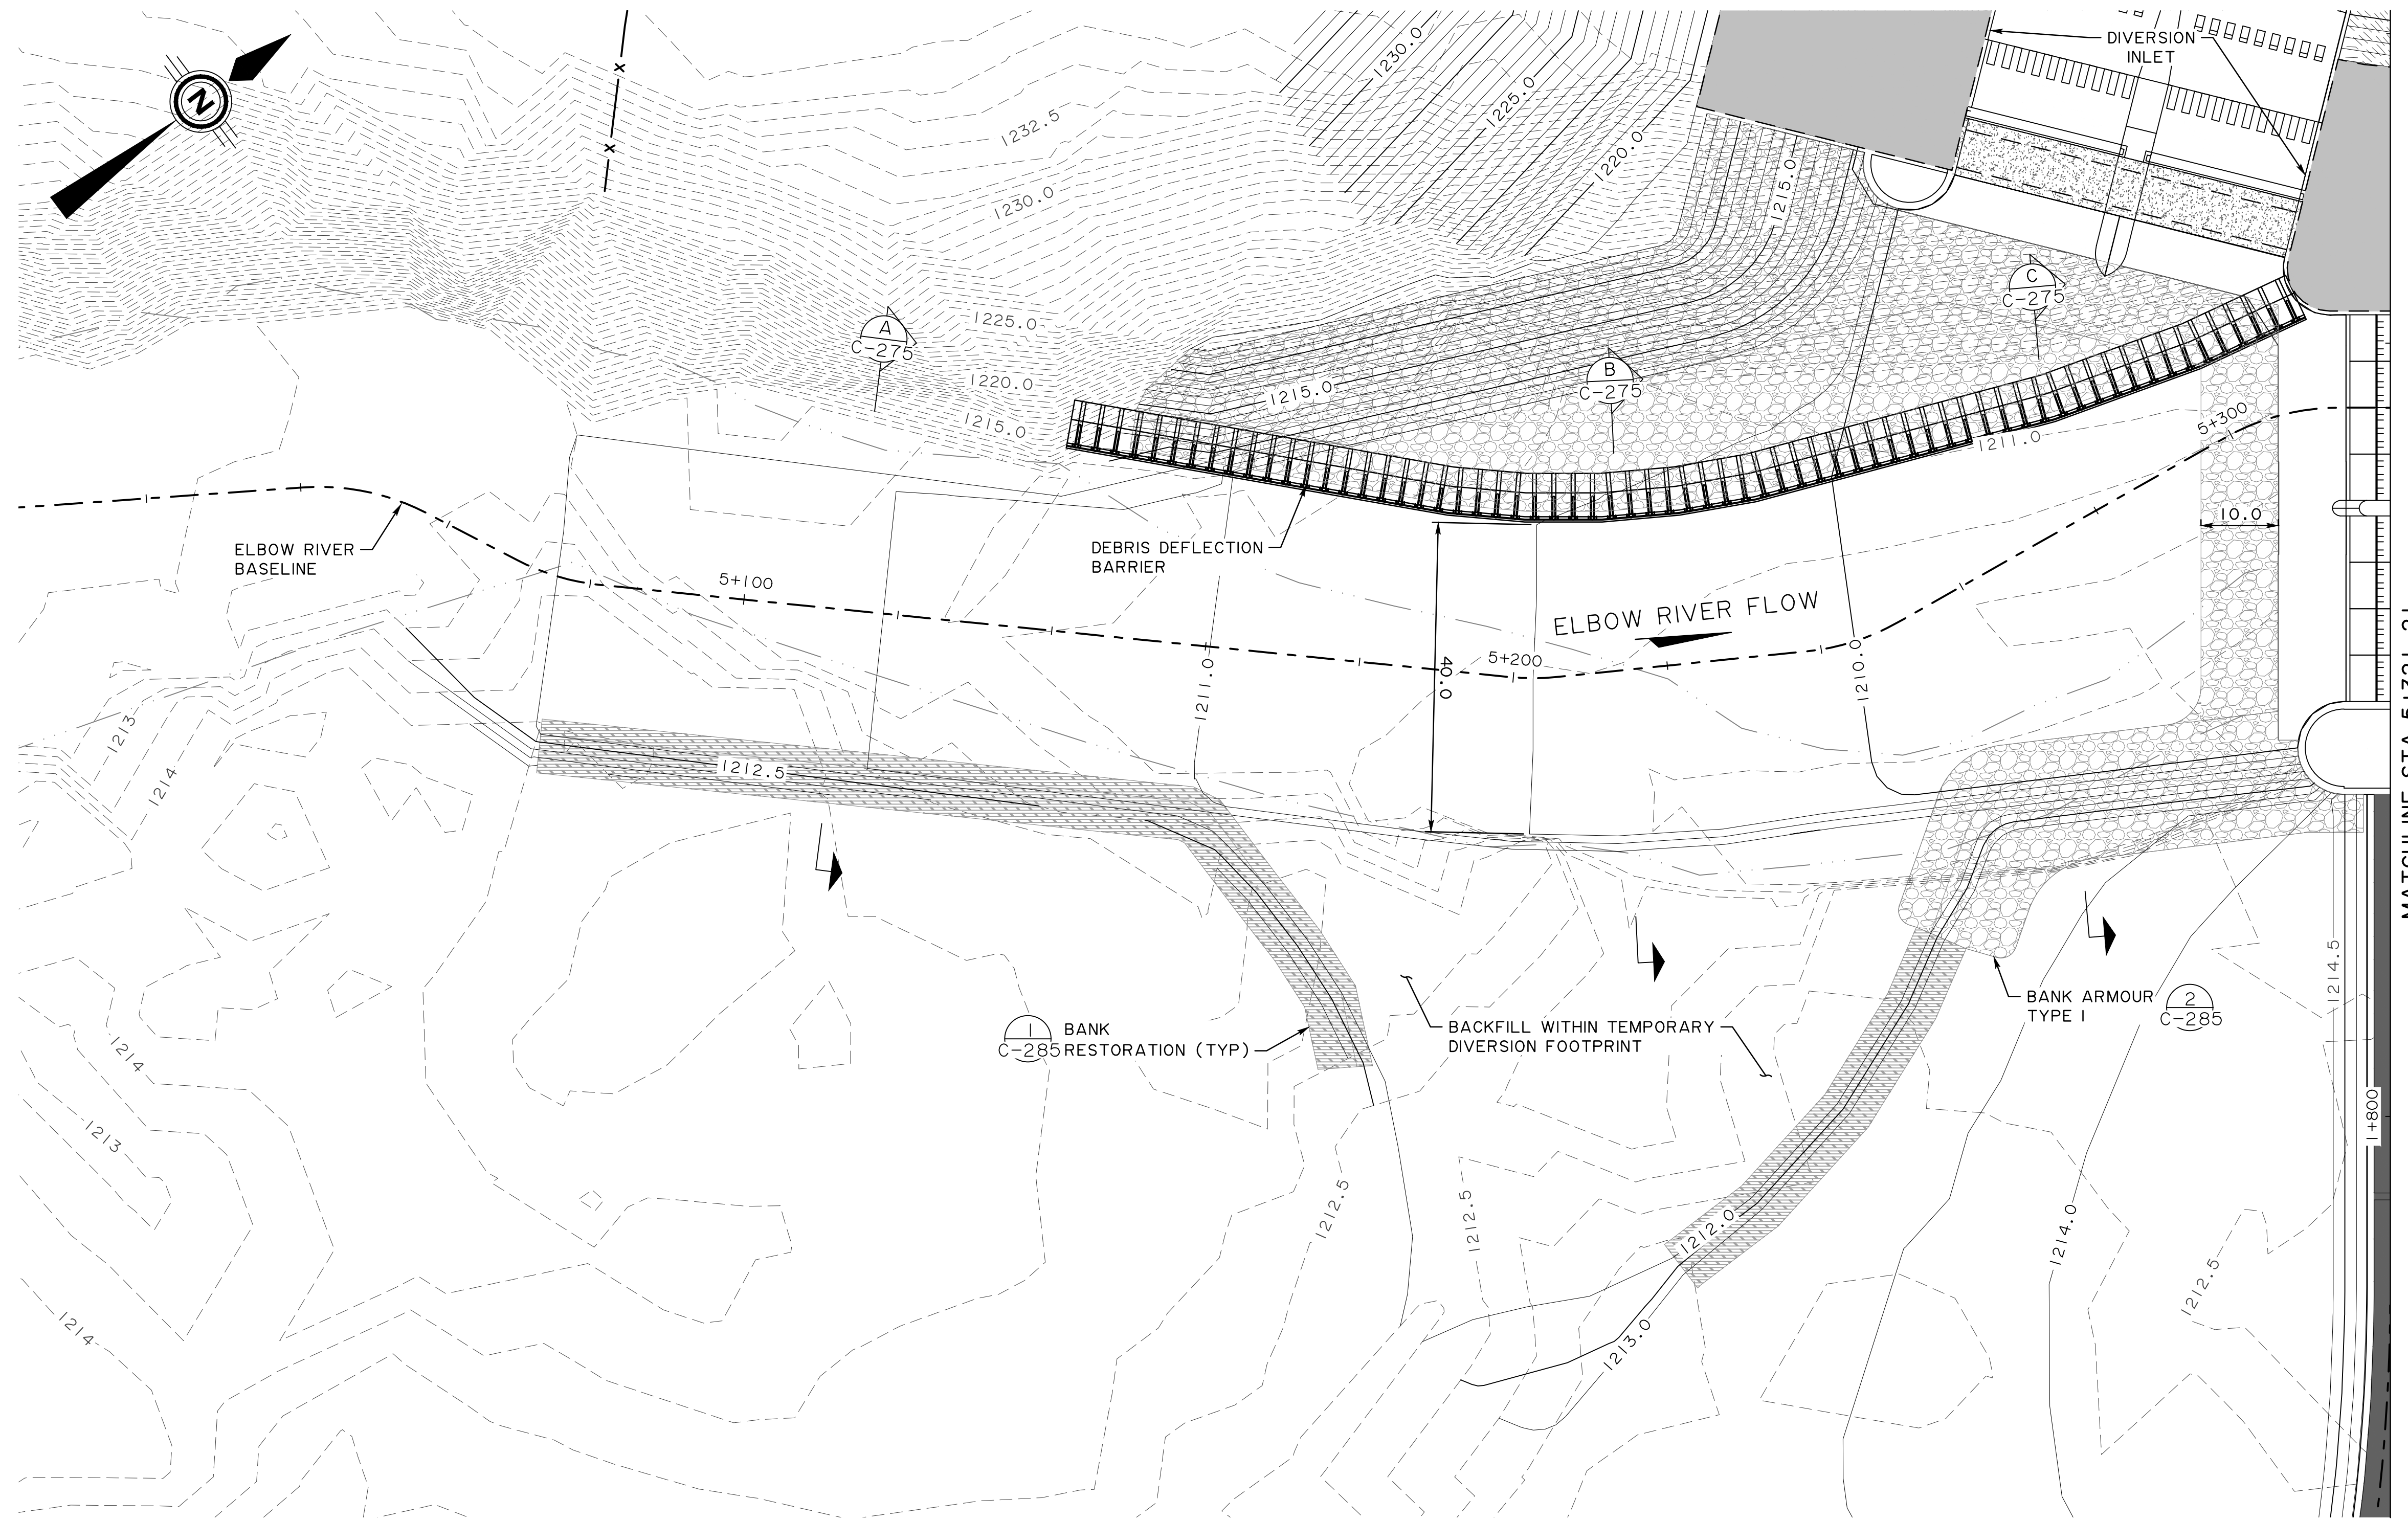 N
x
x
1232.5
1230.0
1225.0
1220.0
1215.0
1230.0
1225.0
1220.0
1215.0
1215.0
DIVERSION
INLET
A
C-275
B
C-275
C
C-275
ELBOW RIVER
BASELINE
5+100
DEBRIS DEFLECTION
BARRIER
ELBOW RIVER FLOW
5+200
40.0
1211.0
1210.0
1211.0
5+300
10.0
1212.5
1213
1214
1214
1213
1214
1
C-285
BANK
RESTORATION (TYP)
BACKFILL WITHIN TEMPORARY
DIVERSION FOOTPRINT
BANK ARMOUR
TYPE 1
2
C-285
1212.5
1212.5
1212.0
1213.0
1214.0
1212.5
1214.5
1+800